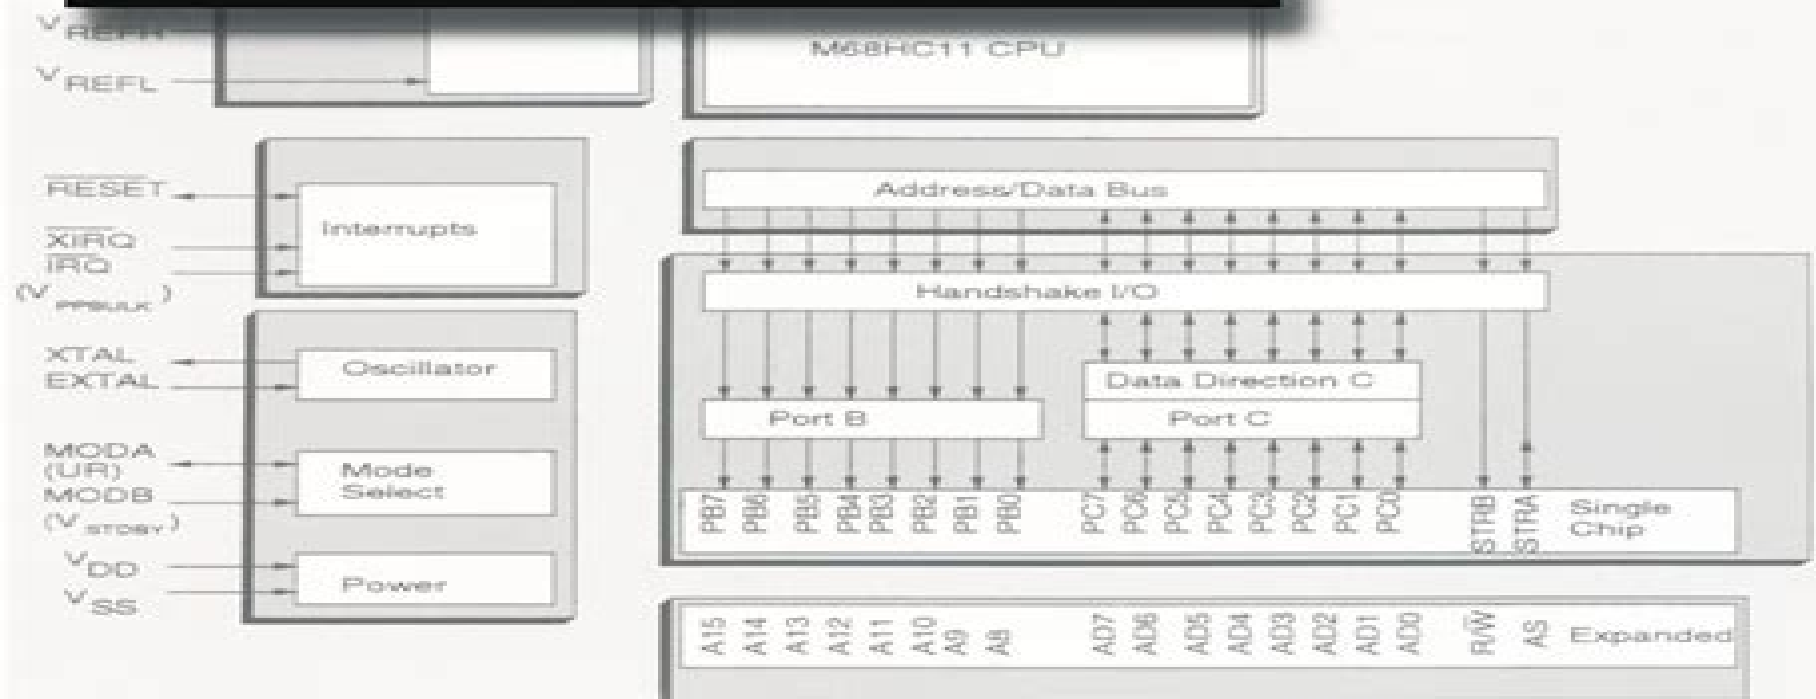 VREFH
VREFL
M68HC11 CPU
RESET
XIRQ
IRQ
(VPPBULK)
Interrupts
Address/Data Bus
Handshake I/O
XTAL
EXTAL
Oscillator
Data Direction C
Port B
Port C
MODA
(LIR)
MODB
(VSTDBY)
Mode
Select
PB7 PB6 PB5 PB4 PB3 PB2 PB1 PB0 PC7 PC6 PC5 PC4 PC3 PC2 PC1 PC0 STRB STRA
Single
Chip
VDD
VSS
Power
A15 A14 A13 A12 A11 A10 A9 A8 AD7 AD6 AD5 AD4 AD3 AD2 AD1 AD0 R/W AS
Expanded